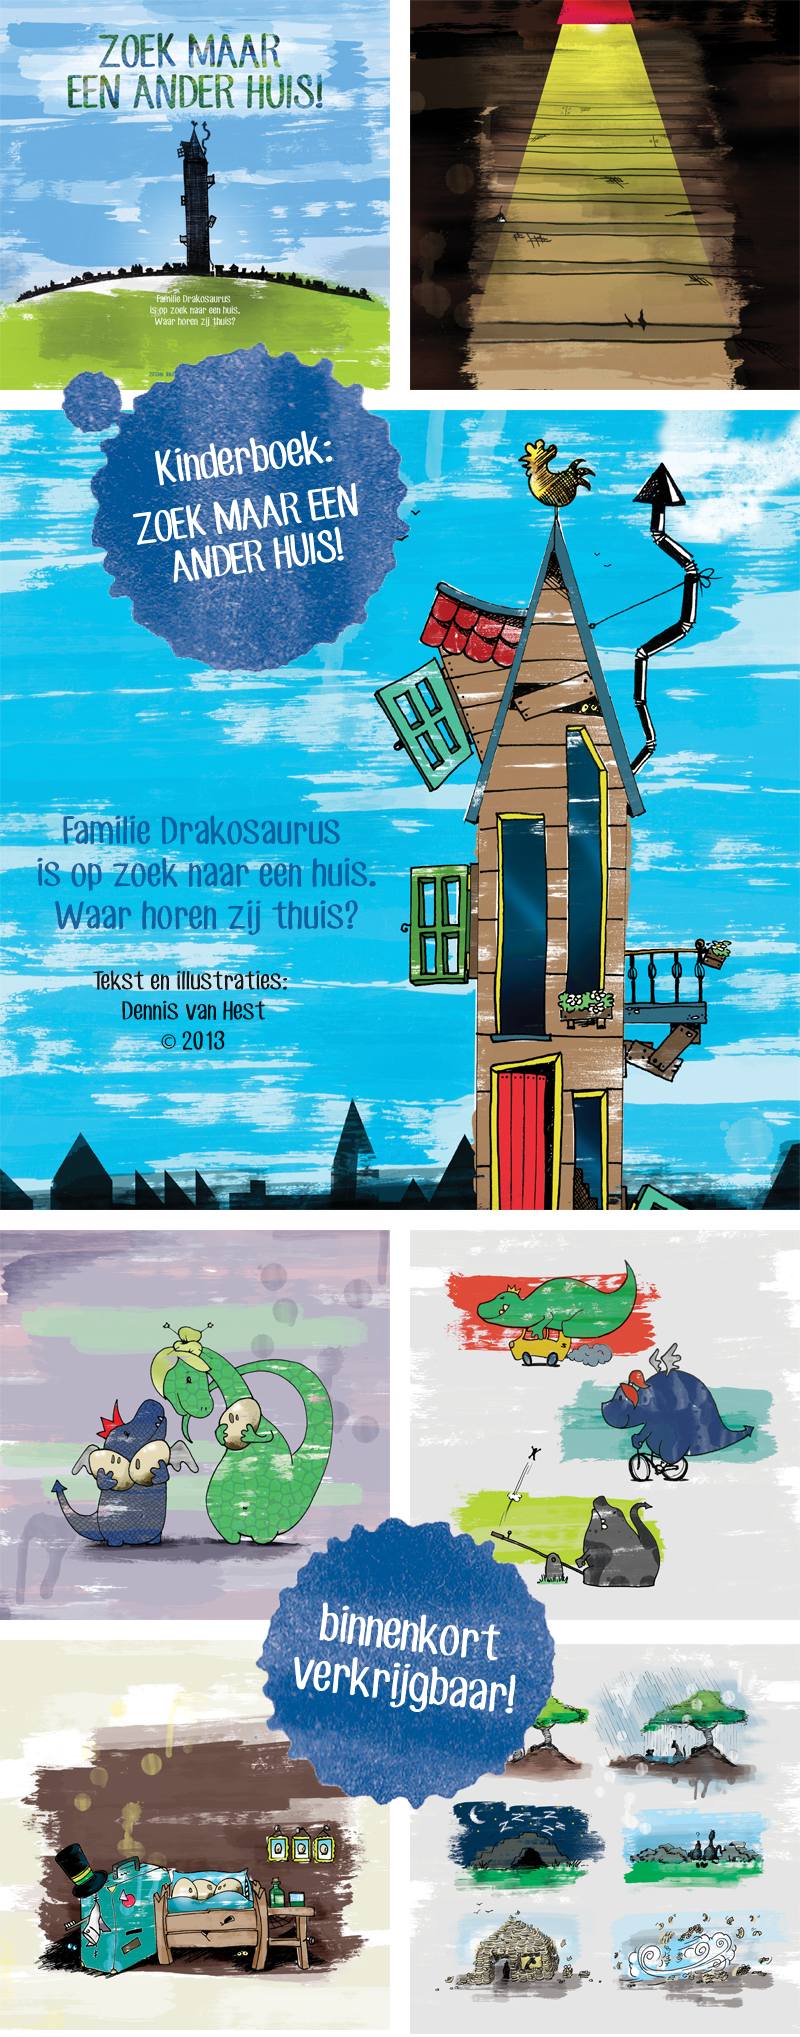 ZOEK MAAR
EEN ANDER HUIS!
Familie Drakosaurus
is op zoek naar een huis.
Waar horen zij thuis?
Kinderboek:
ZOEK MAAR EEN
ANDER HUIS!
Familie Drakosaurus
is op zoek naar een huis.
Waar horen zij thuis?
Tekst en illustraties:
Dennis van Hest
© 2013
binnenkort
verkrijgbaar!
z z z z z